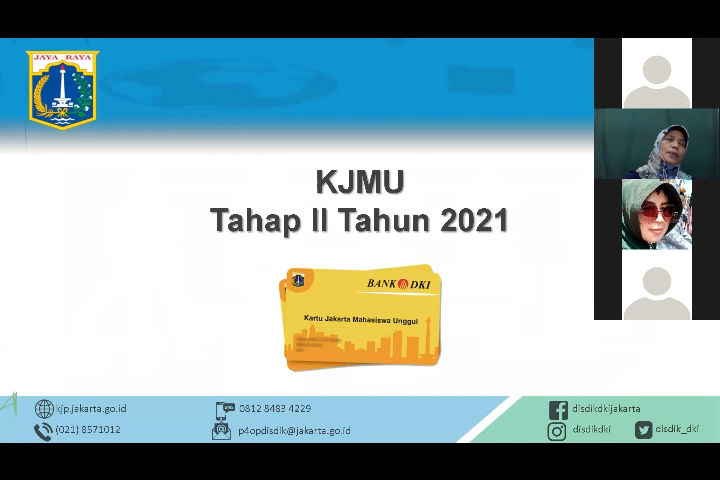 JAYA RAYA
KJMU
Tahap II Tahun 2021
BANK DKI
Kartu Jakarta Mahasiswa Unggul
kjp.jakarta.go.id
(021) 8571012
SMS
0812 8483 4229
p4opdisdik@jakarta.go.id
disdikdkijakarta
disdikdki
disdik_dki